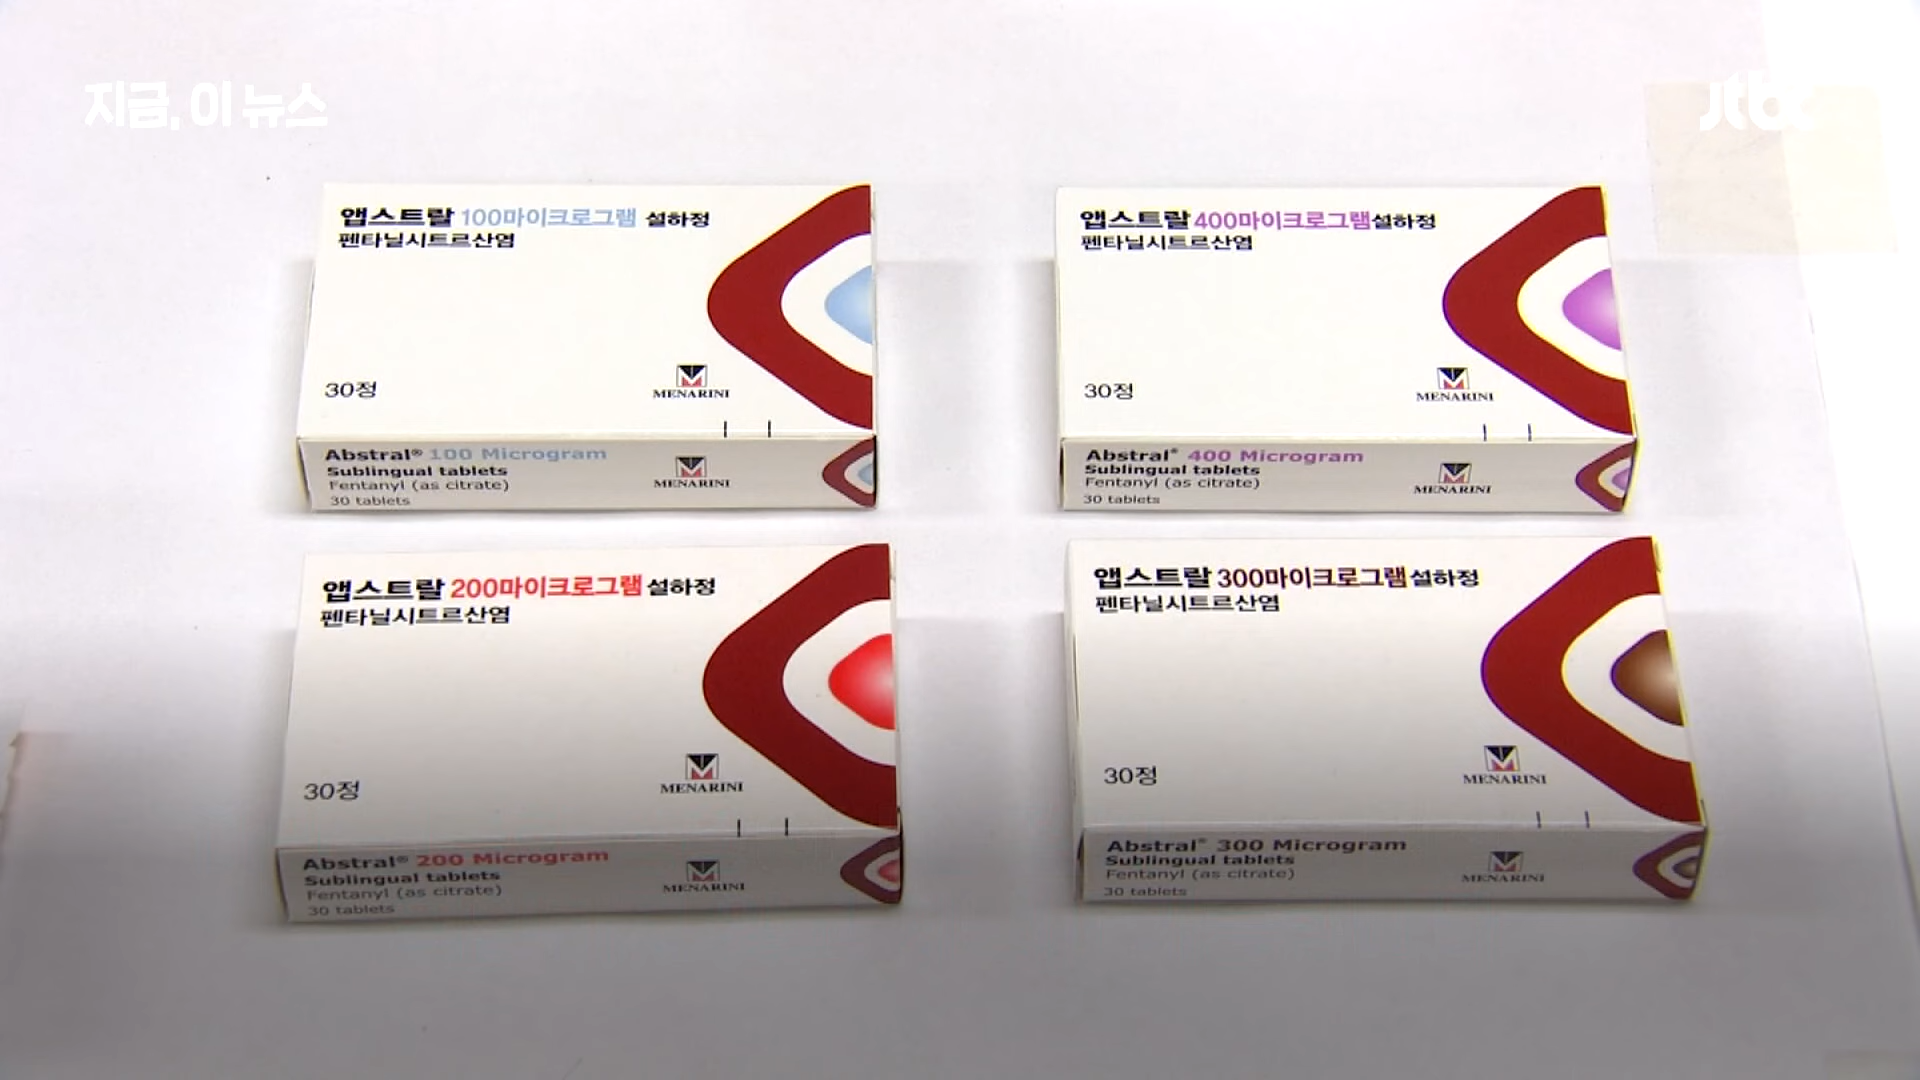 지금, 이 뉴스
jtbc
앱스트랄 100마이크로그램 설하정
펜타닐시트르산염
30정
MENARINI
Abstral® 100 Microgram
Sublingual tablets
Fentanyl (as citrate)
30 tablets
MENARINI
앱스트랄 400마이크로그램설하정
펜타닐시트르산염
30정
MENARINI
Abstral® 400 Microgram
Sublingual tablets
Fentanyl (as citrate)
30 tablets
MENARINI
앱스트랄 200마이크로그램 설하정
펜타닐시트르산염
30정
MENARINI
Abstral® 200 Microgram
Sublingual tablets
Fentanyl (as citrate)
30 tablets
MENARINI
앱스트랄 300마이크로그램설하정
펜타닐시트르산염
30정
MENARINI
Abstral® 300 Microgram
Sublingual tablets
Fentanyl (as citrate)
30 tablets
MENARINI